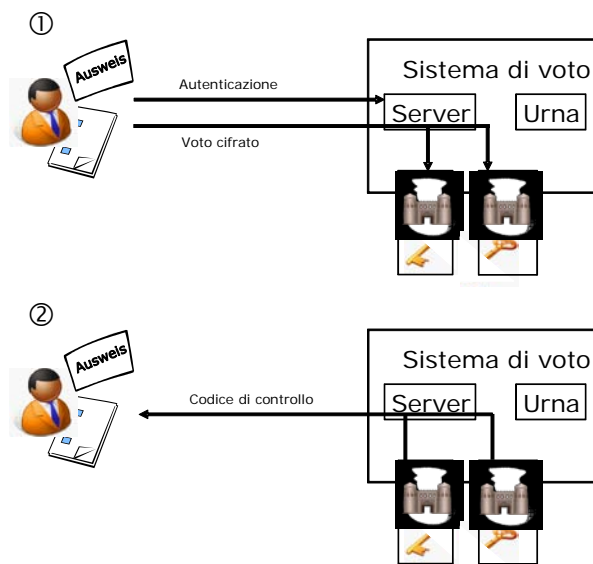 ①
Ausweis
Sistema di voto
Autenticazione
Server
Urna
Voto cifrato
②
Ausweis
Sistema di voto
Codice di controllo
Server
Urna